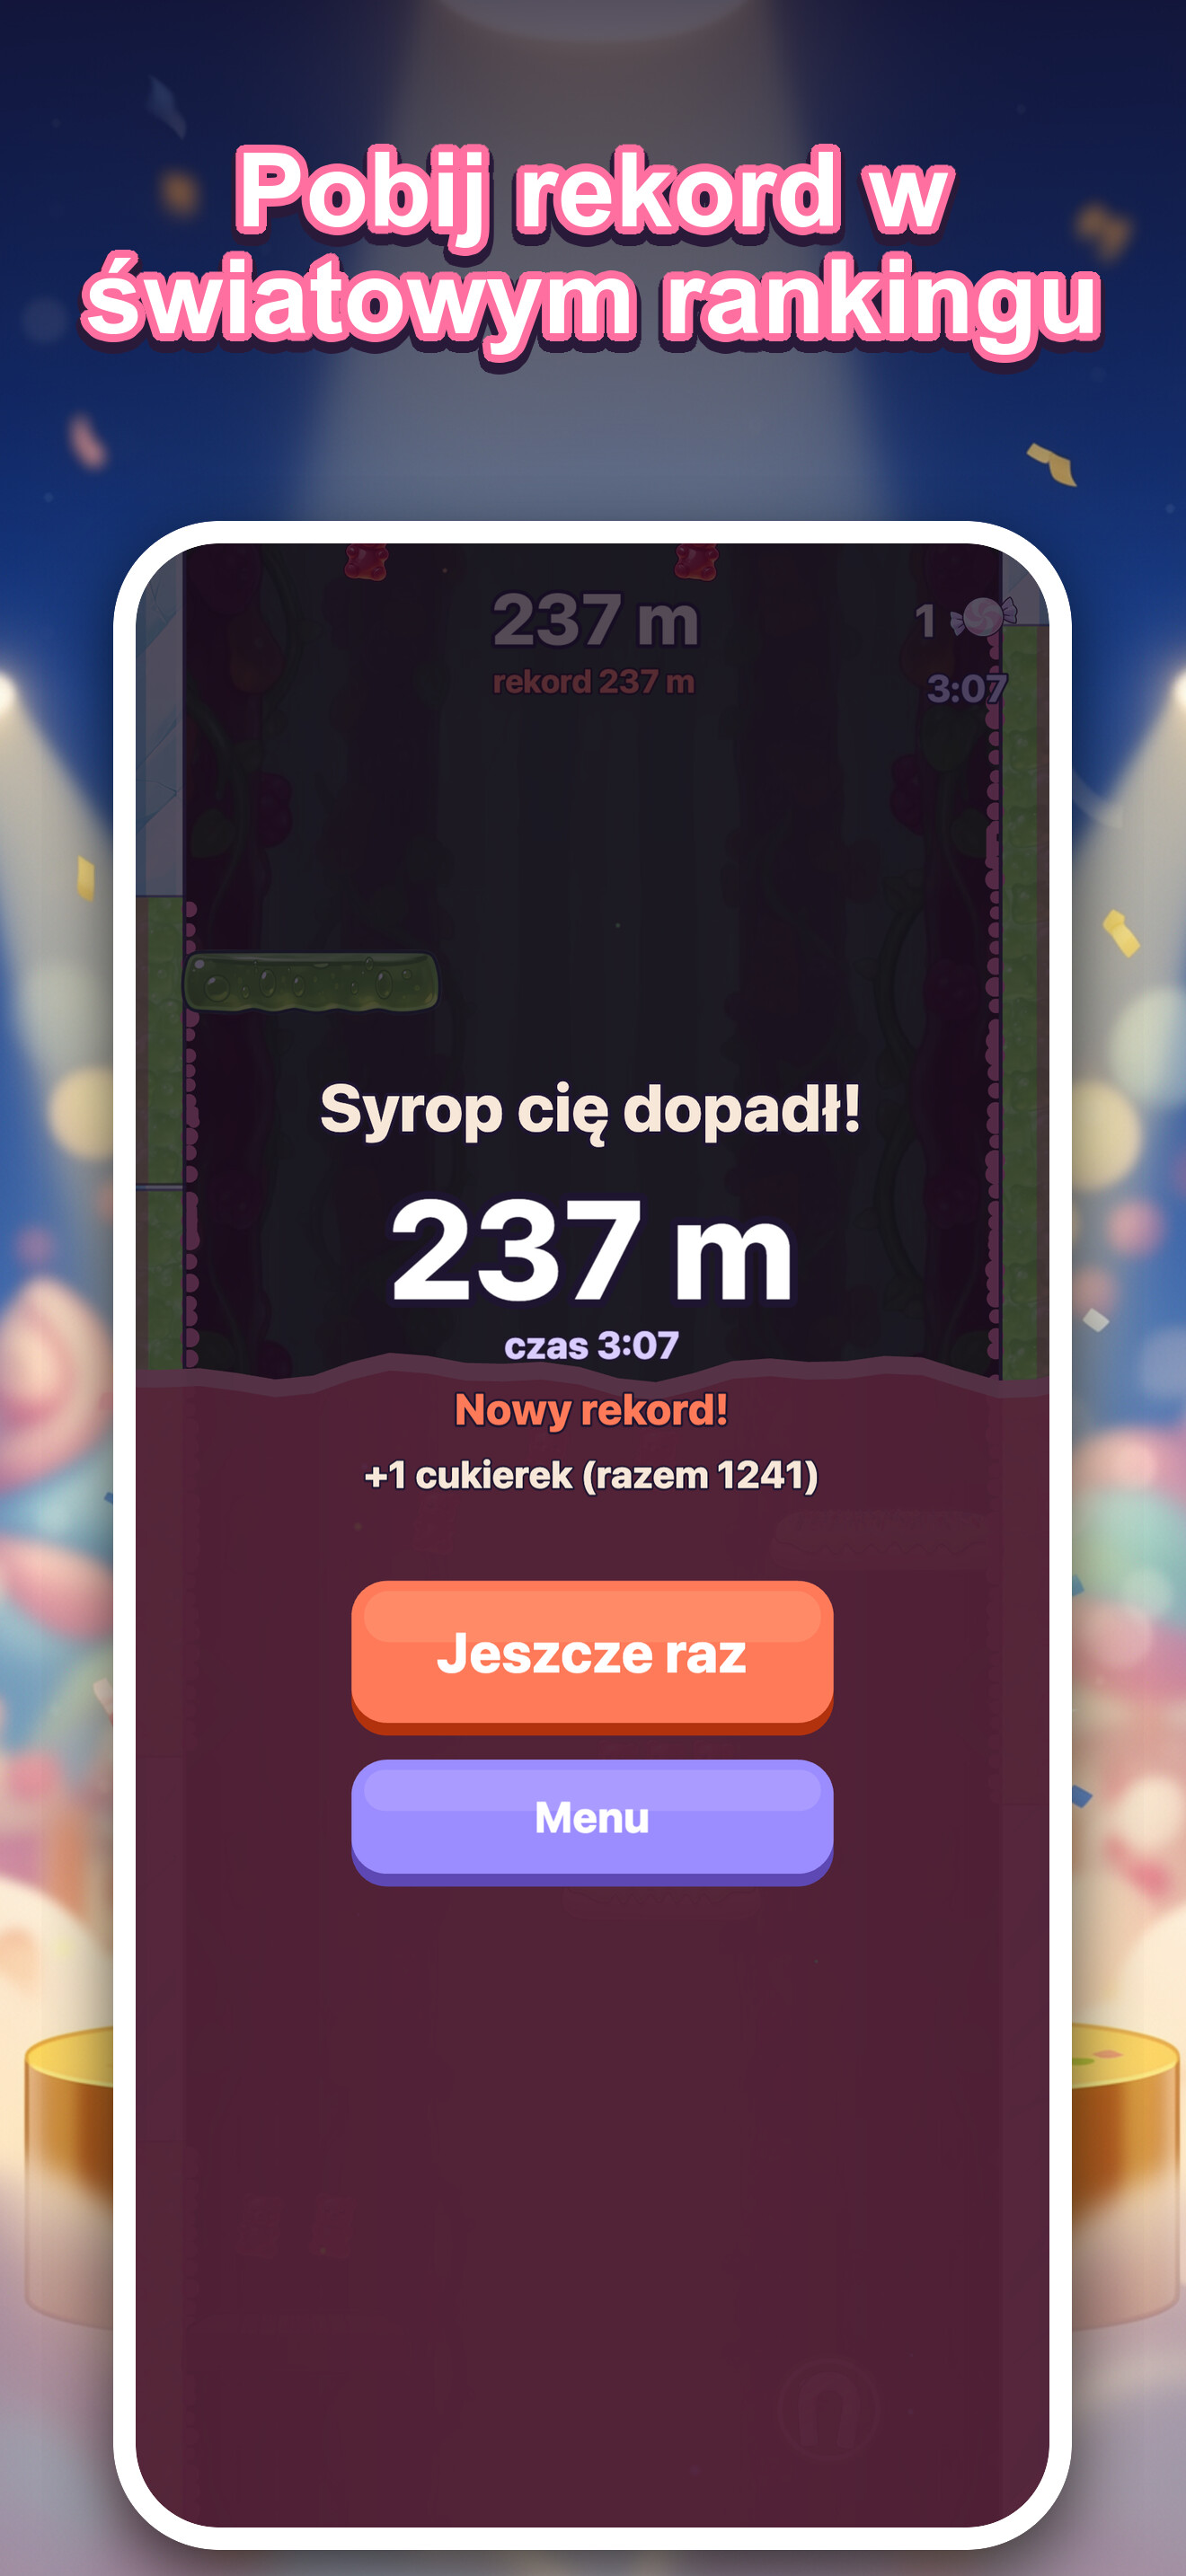 Pobij rekord w
światowym rankingu
237 m
1
rekord 237 m
3:07
Syrop cię dopadł!
237 m
czas 3:07
Nowy rekord!
+1 cukierek (razem 1241)
Jeszcze raz
Menu